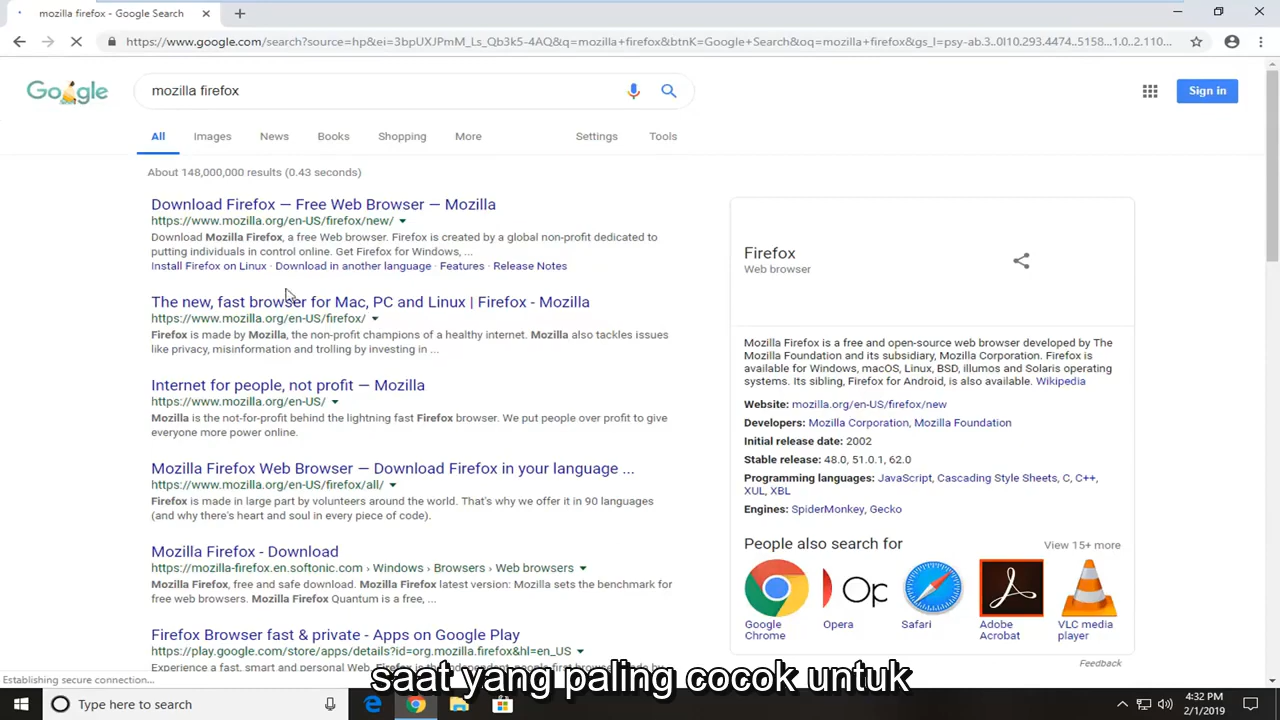 mozilla firefox - Google Search
https://www.google.com/search?source=hp&ei=3bpUXJPmM_Ls_Qb3k5-4AQ&q=mozilla+firefox&btnK=Google+Search&oq=mozilla+firefox&gs_l=psy-ab.3..0l10.293.4474..5158...1.0..2.110...
Google
mozilla firefox
Sign in
All Images News Books Shopping More Settings Tools
About 148,000,000 results (0.43 seconds)
Download Firefox — Free Web Browser — Mozilla
https://www.mozilla.org/en-US/firefox/new/
Download Mozilla Firefox, a free Web browser. Firefox is created by a global non-profit dedicated to
putting individuals in control online. Get Firefox for Windows, ...
Install Firefox on Linux · Download in another language · Features · Release Notes
The new, fast browser for Mac, PC and Linux | Firefox - Mozilla
https://www.mozilla.org/en-US/firefox/
Firefox is made by Mozilla, the non-profit champions of a healthy internet. Mozilla also tackles issues
like privacy, misinformation and trolling by investing in ...
Internet for people, not profit — Mozilla
https://www.mozilla.org/en-US/
Mozilla is the not-for-profit behind the lightning fast Firefox browser. We put people over profit to give
everyone more power online.
Mozilla Firefox Web Browser — Download Firefox in your language ...
https://www.mozilla.org/en-US/firefox/all/
Firefox is made in large part by volunteers around the world. That's why we offer it in 90 languages
(and why there's heart and soul in every piece of code).
Mozilla Firefox - Download
https://mozilla-firefox.en.softonic.com › Windows › Browsers › Web browsers
Mozilla Firefox, free and safe download. Mozilla Firefox latest version: Mozilla sets the benchmark for
free web browsers. Mozilla Firefox Quantum is a free, ...
Firefox Browser fast & private - Apps on Google Play
https://play.google.com/store/apps/details?id=org.mozilla.firefox&hl=en_US
Experience a fast, smart and personal Web. Firefox is the independent, people-first browser made by
Firefox
Web browser
Mozilla Firefox is a free and open-source web browser developed by The
Mozilla Foundation and its subsidiary, Mozilla Corporation. Firefox is
available for Windows, macOS, Linux, BSD, illumos and Solaris operating
systems. Its sibling, Firefox for Android, is also available. Wikipedia
Website: mozilla.org/en-US/firefox/new
Developers: Mozilla Corporation, Mozilla Foundation
Initial release date: 2002
Stable release: 48.0, 51.0.1, 62.0
Programming languages: JavaScript, Cascading Style Sheets, C, C++,
XUL, XBL
Engines: SpiderMonkey, Gecko
People also search for View 15+ more
Op
Google
Chrome
Opera
Safari
Adobe
Acrobat
VLC media
player
Feedback
Establishing secure connection...
saat yang paling cocok untuk
Type here to search
4:32 PM
2/1/2019